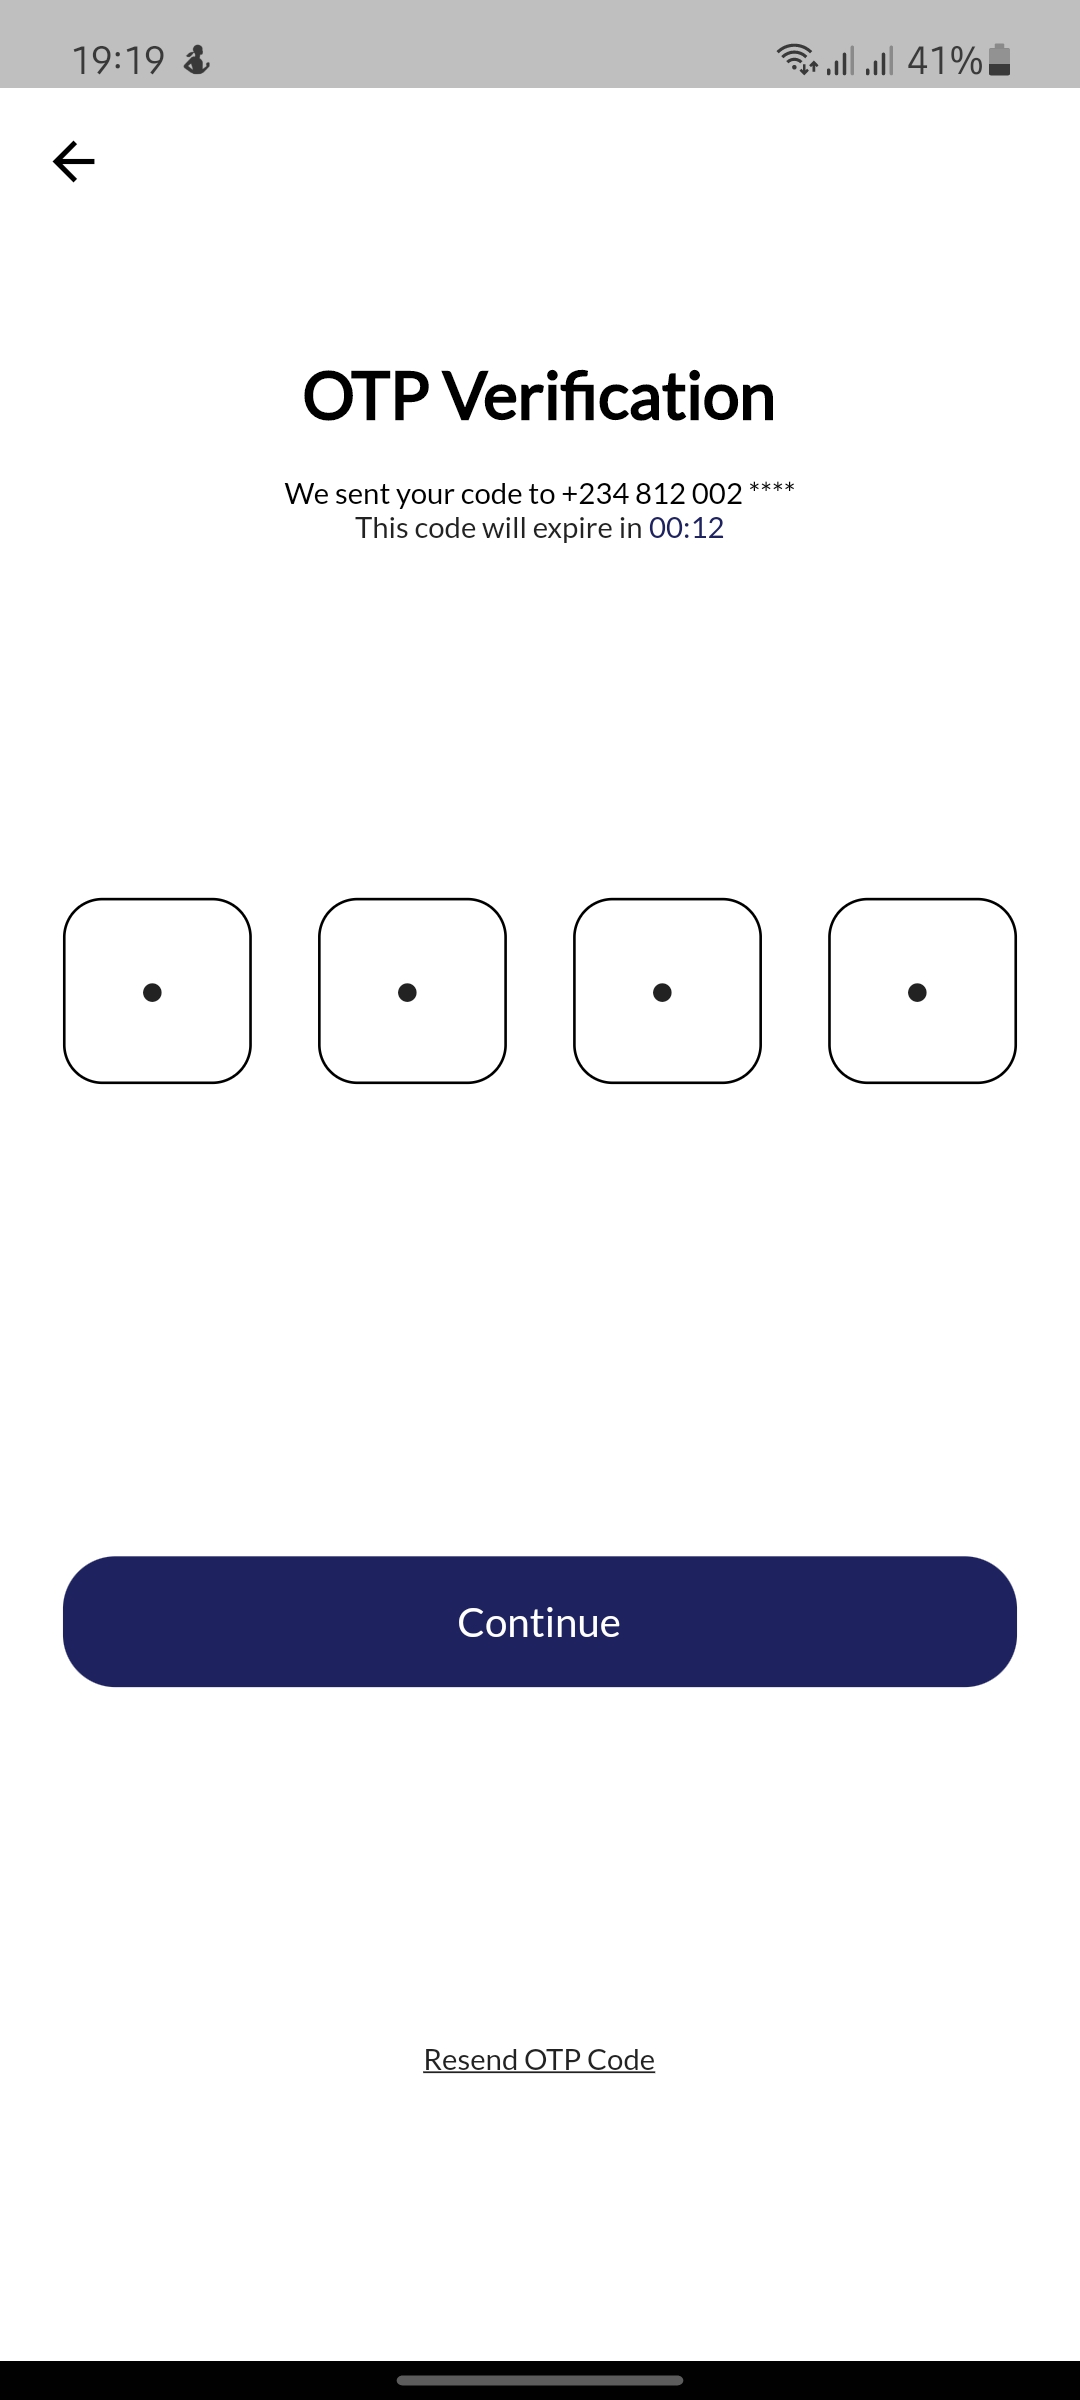 19:19
41%
OTP Verification
We sent your code to +234 812 002 ****
This code will expire in 00:12
Continue
Resend OTP Code